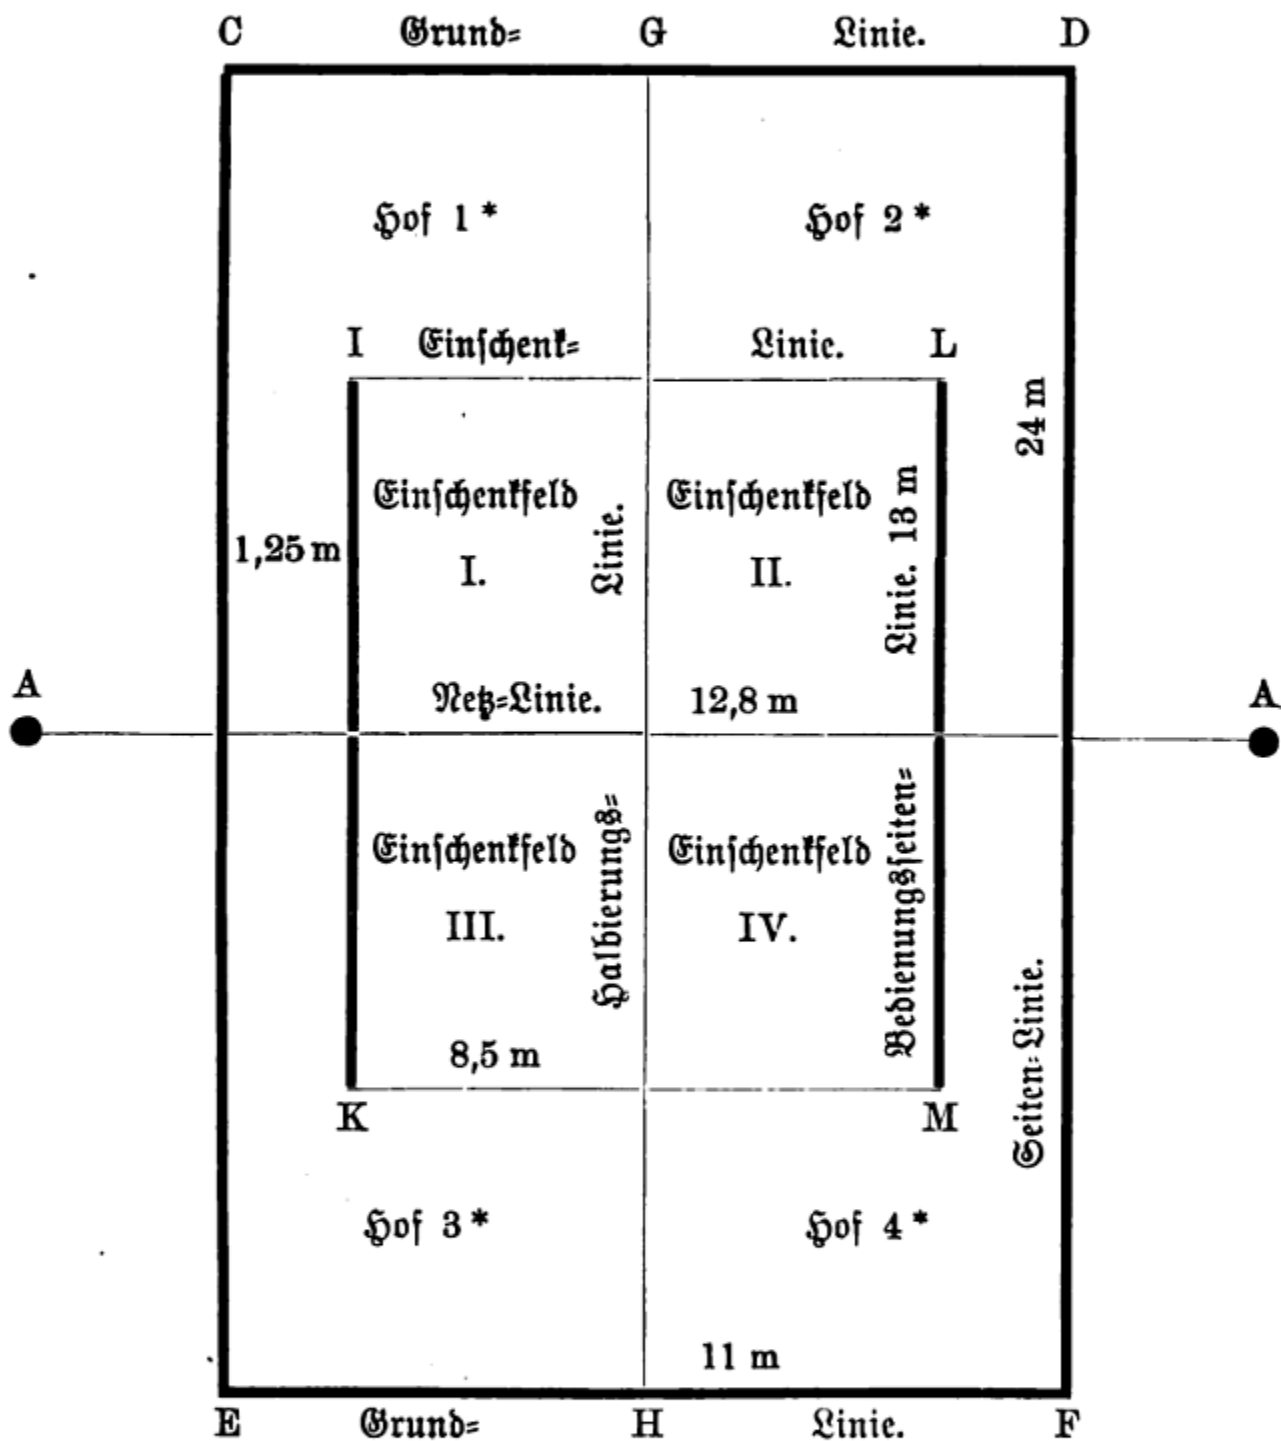 C Grund= G Linie. D
Hof 1 * Hof 2 *
I Einschenk= Linie. L
24 m
Einschenkfeld Einschenkfeld
I. II.
Linie.
Linie. 13 m
1,25 m
A Netz=Linie. 12,8 m A
Einschenkfeld Einschenkfeld
III. IV.
Halbierungs=
Bedienungsseiten=
Seiten=Linie.
8,5 m
K M
Hof 3 * Hof 4 *
11 m
E Grund= H Linie. F